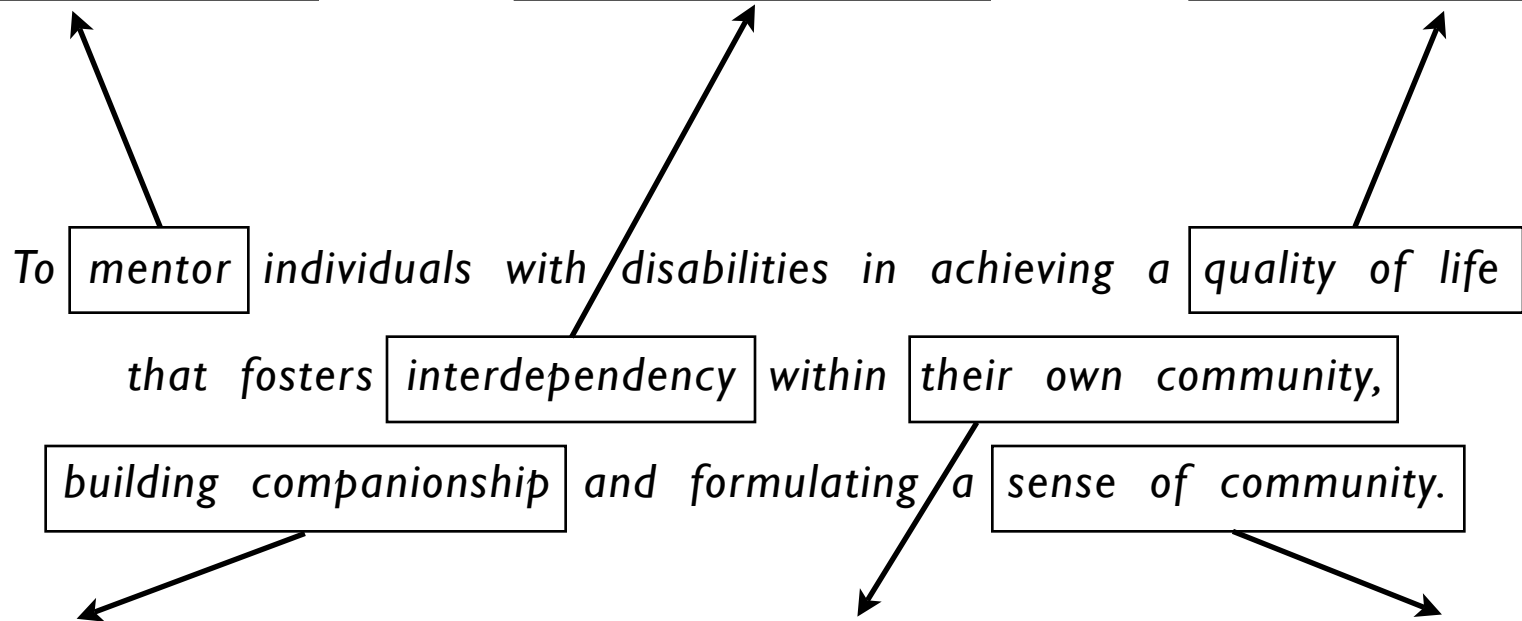 To mentor individuals with disabilities in achieving a quality of life
that fosters interdependency within their own community,
building companionship and formulating a sense of community.